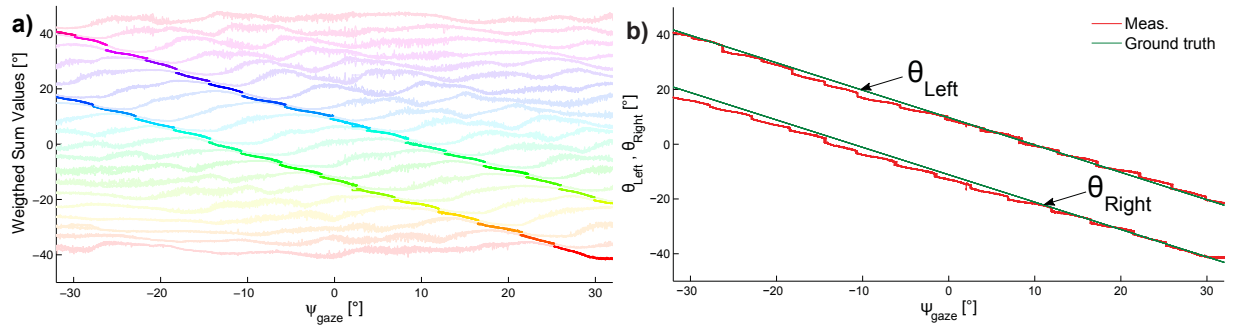 a)
Weigthed Sum Values [°]
40
20
0
−20
−40
−30
−20
−10
0
10
20
30
ψgaze [°]
b)
Meas.
Ground truth
θLeft , θRight [°]
40
20
0
−20
−40
θLeft
θRight
−30
−20
−10
0
10
20
30
Ψgaze [°]